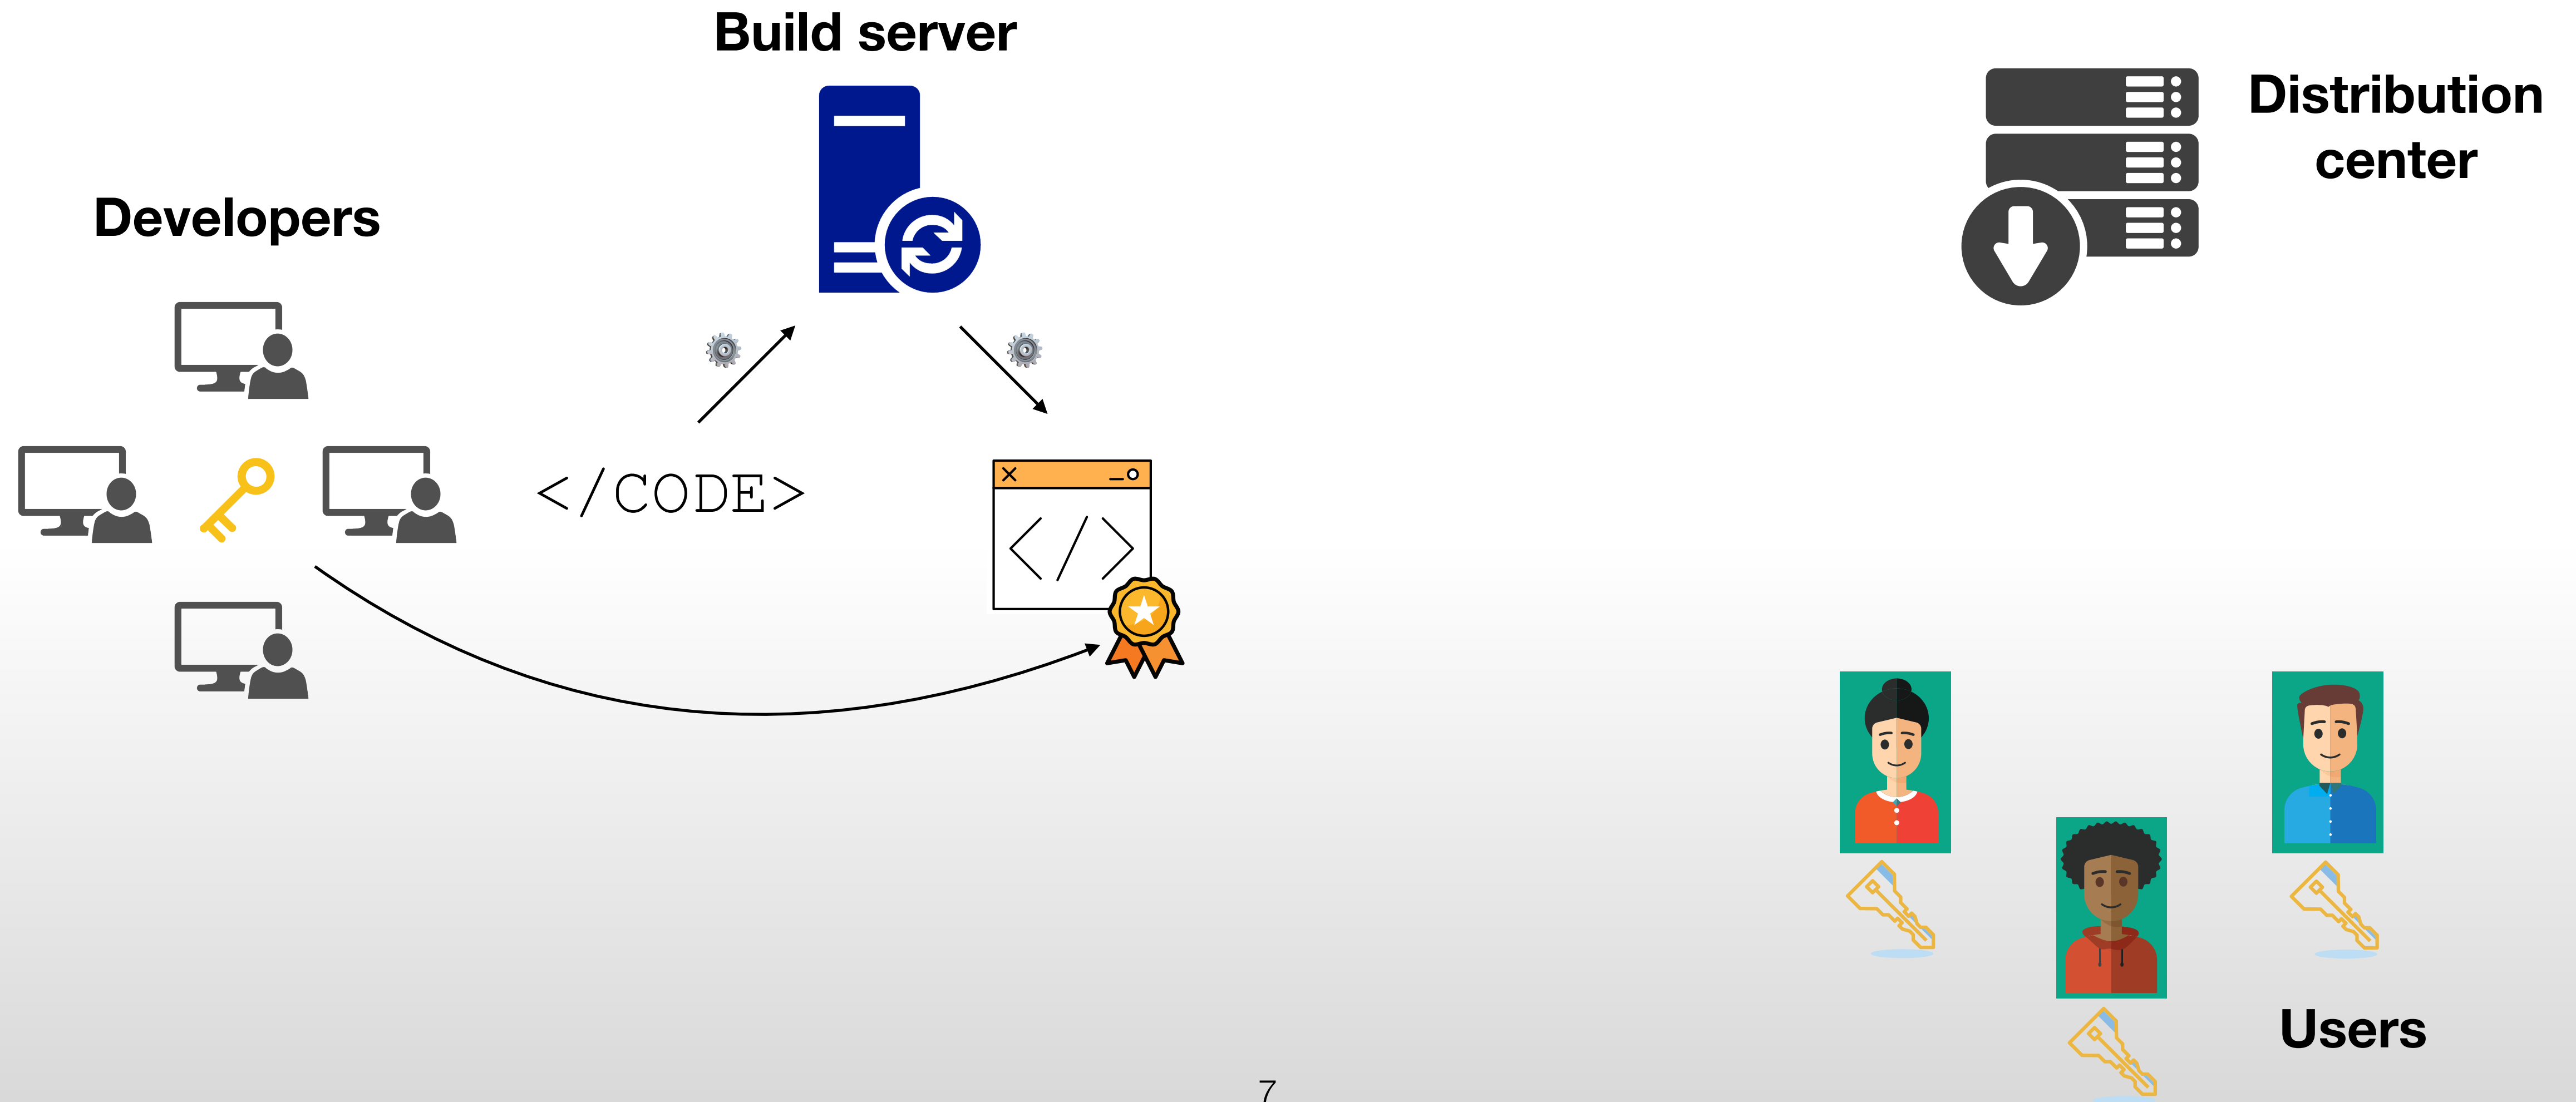 Build server
Distribution
center
Developers
</CODE>
</>
Users
7